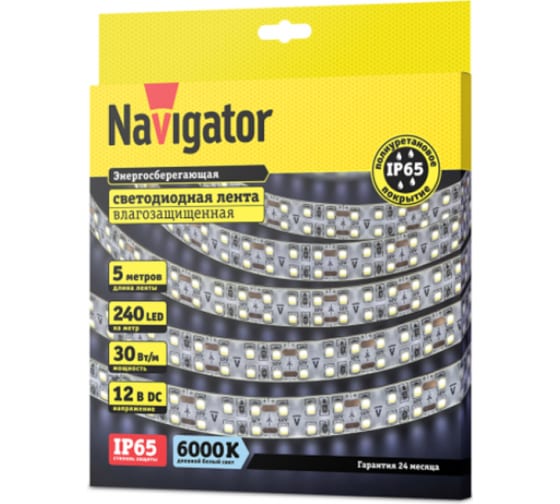 Navigator
Энергосберегающая
светодиодная лента
влагозащищенная
полиуретановое
IP65
покрытие
5 метров
длина ленты
240 LED
на метр
30 Вт/м
мощность
12 В DC
напряжение
IP65
степень защиты
6000K
дневной белый свет
Гарантия 24 месяца